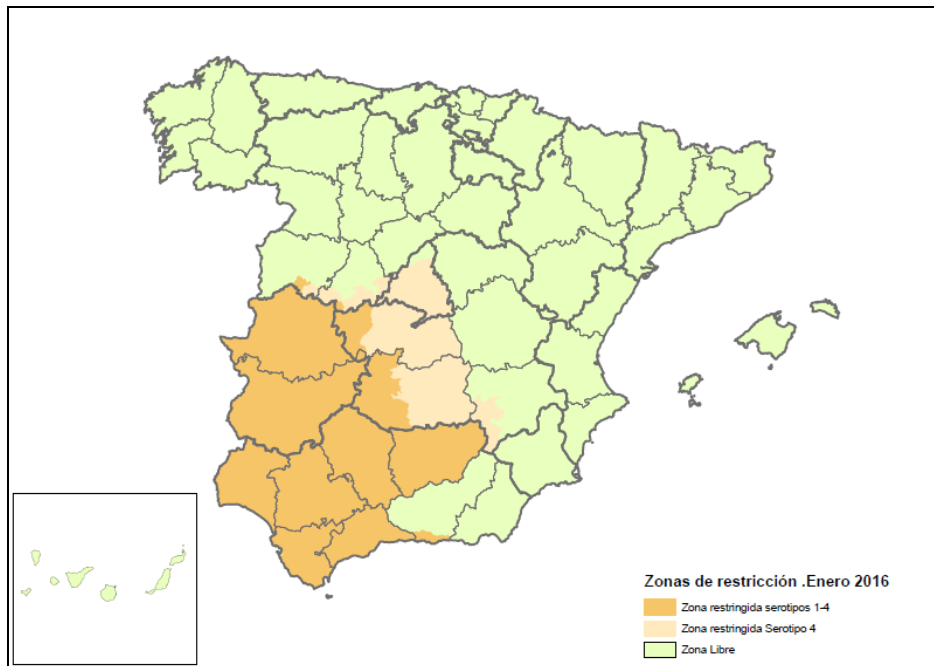 Zonas de restricción .Enero 2016
Zona restringida serotipos 1-4
Zona restringida Serotipo 4
Zona Libre